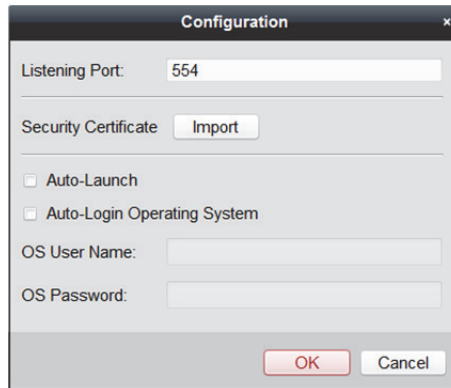 Configuration ×
Listening Port: 554
Security Certificate Import
Auto-Launch
Auto-Login Operating System
OS User Name:
OS Password:
OK Cancel